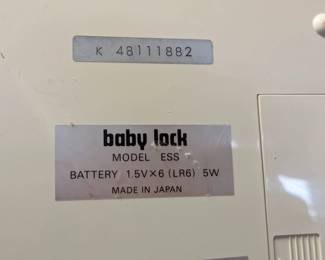 K 48111882
baby lock
MODEL ESS
BATTERY 1.5V×6 (LR6) 5W
MADE IN JAPAN